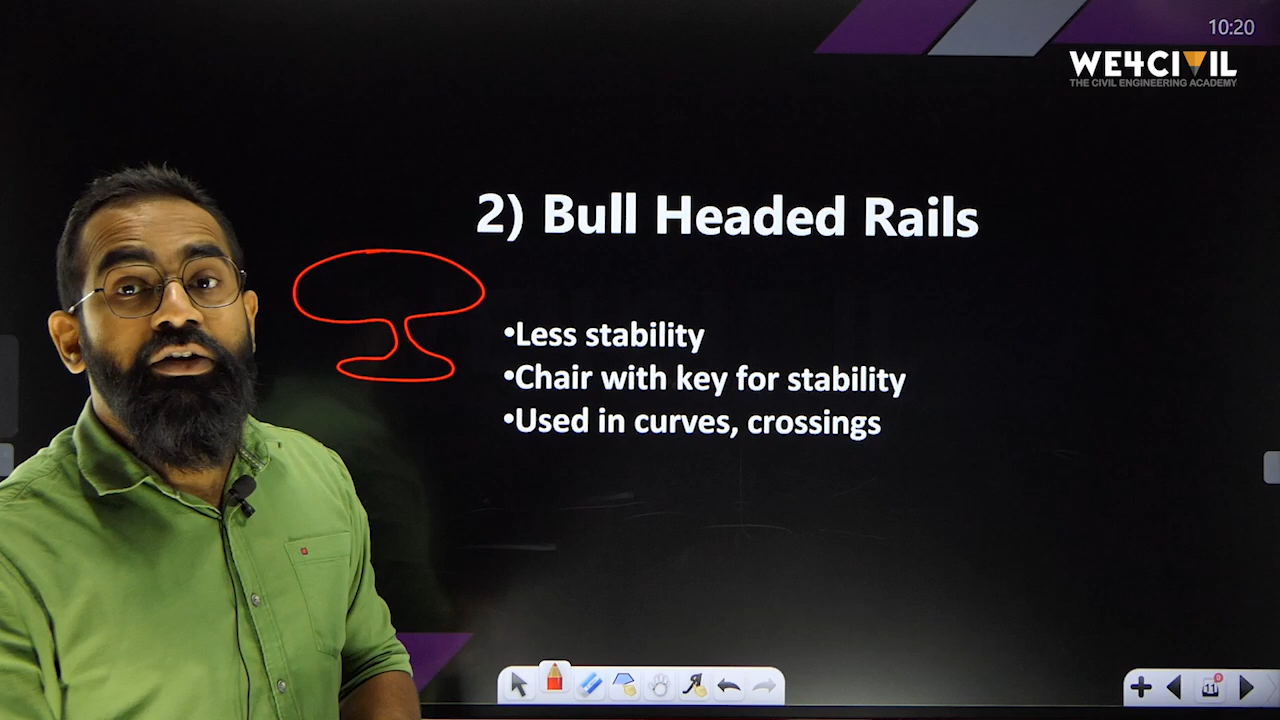 10:20
WE4CIVIL
THE CIVIL ENGINEERING ACADEMY
2) Bull Headed Rails
•Less stability
•Chair with key for stability
•Used in curves, crossings
11